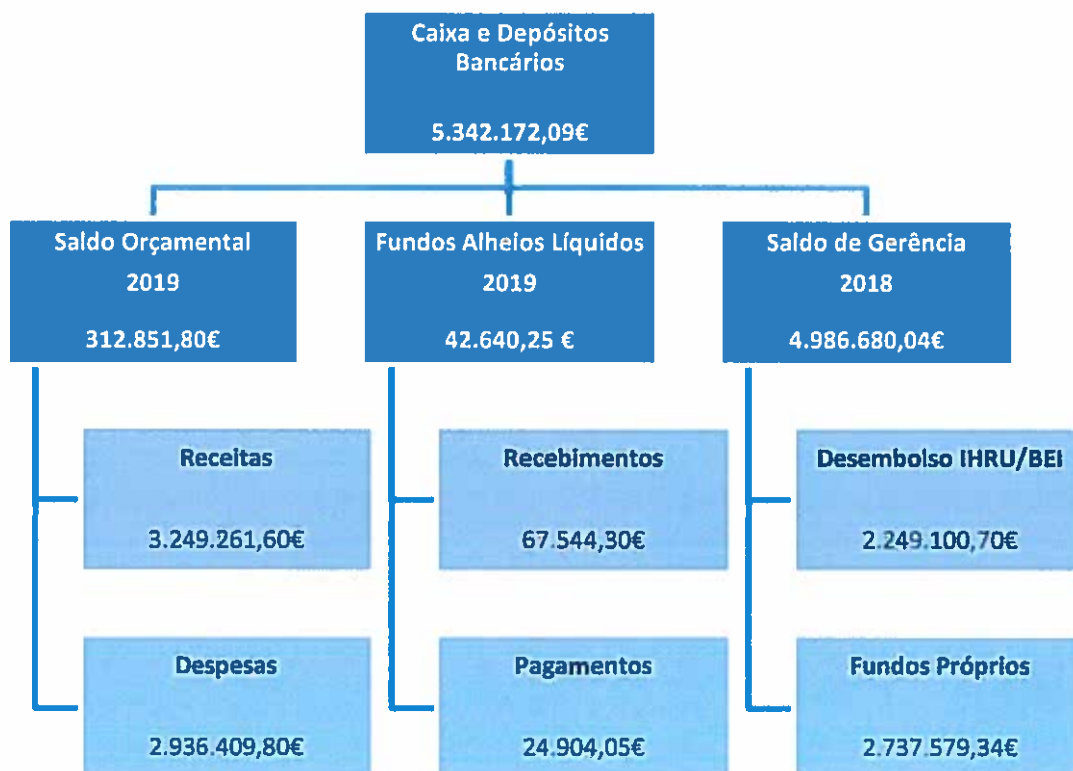 Caixa e Depósitos
Bancários
5.342.172,09€
Saldo Orçamental
2019
312.851,80€
Fundos Alheios Líquidos
2019
42.640,25 €
Saldo de Gerência
2018
4.986.680,04€
Receitas
3.249.261,60€
Recebimentos
67.544,30€
Desembolso IHRU/BEI
2.249.100,70€
Despesas
2.936.409,80€
Pagamentos
24.904,05€
Fundos Próprios
2.737.579,34€